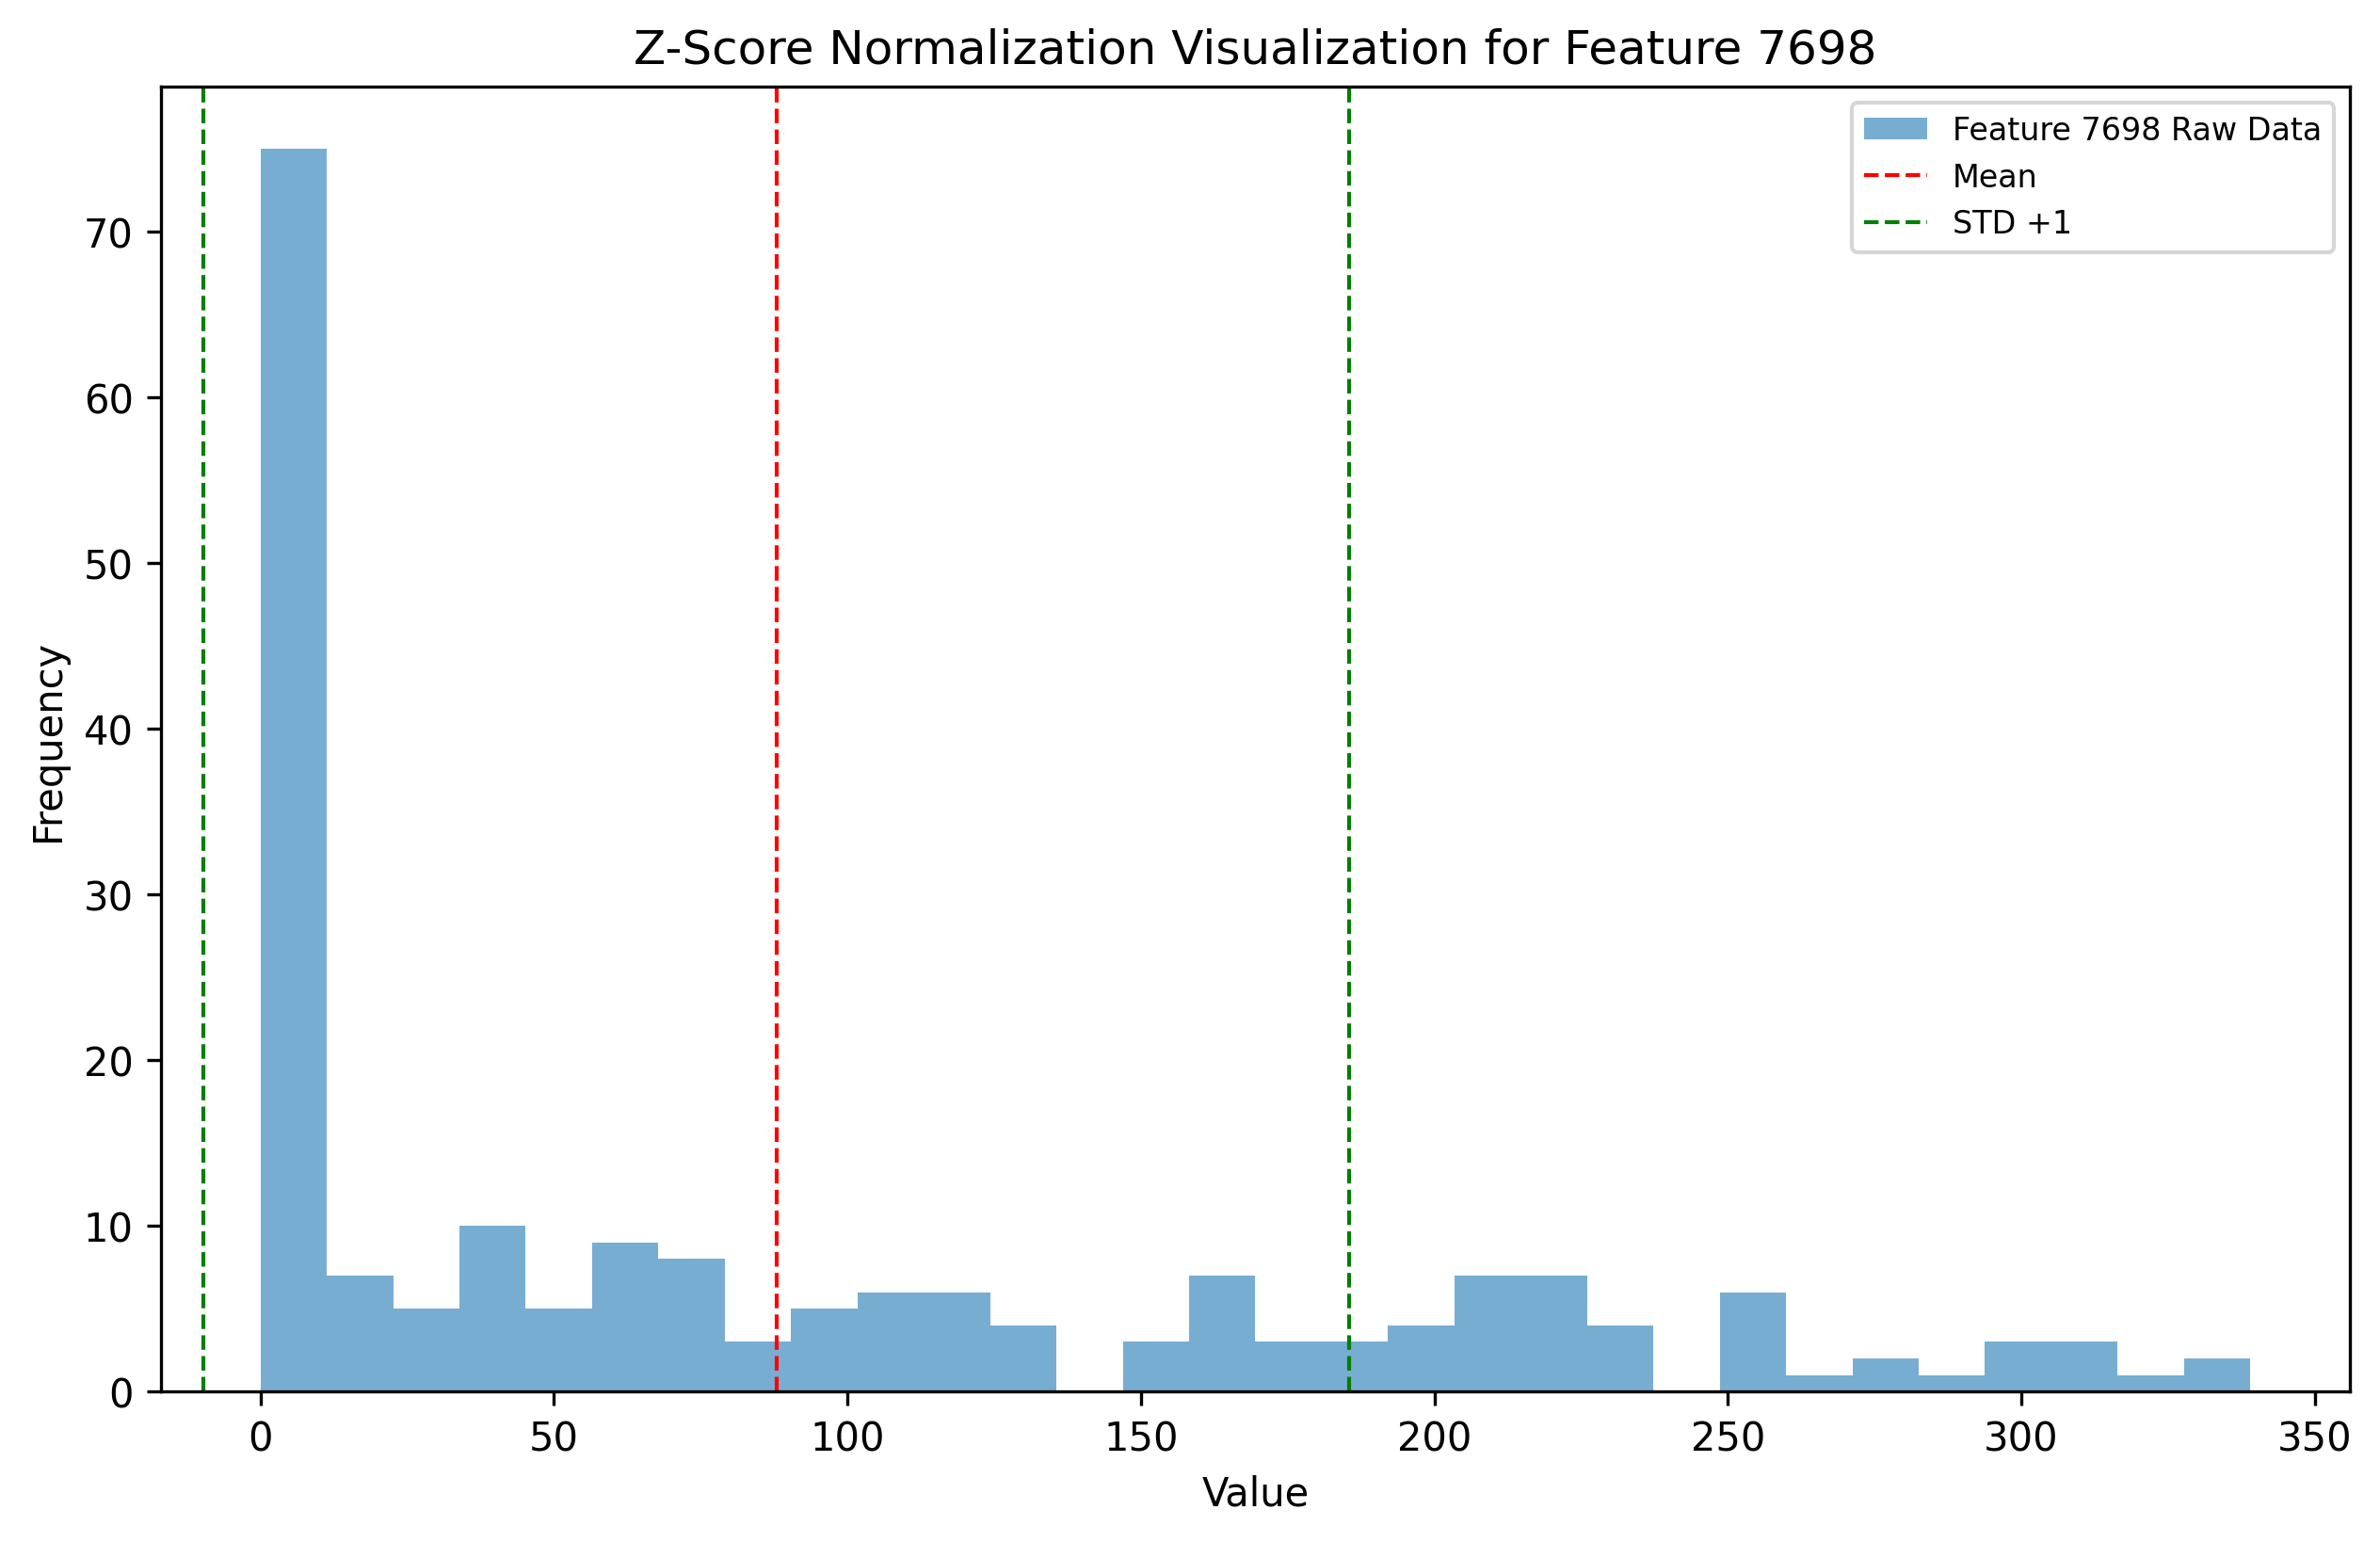 Z-Score Normalization Visualization for Feature 7698
Feature 7698 Raw Data
Mean
STD +1
Frequency
70
60
50
40
30
20
10
0
0 50 100 150 200 250 300 350
Value